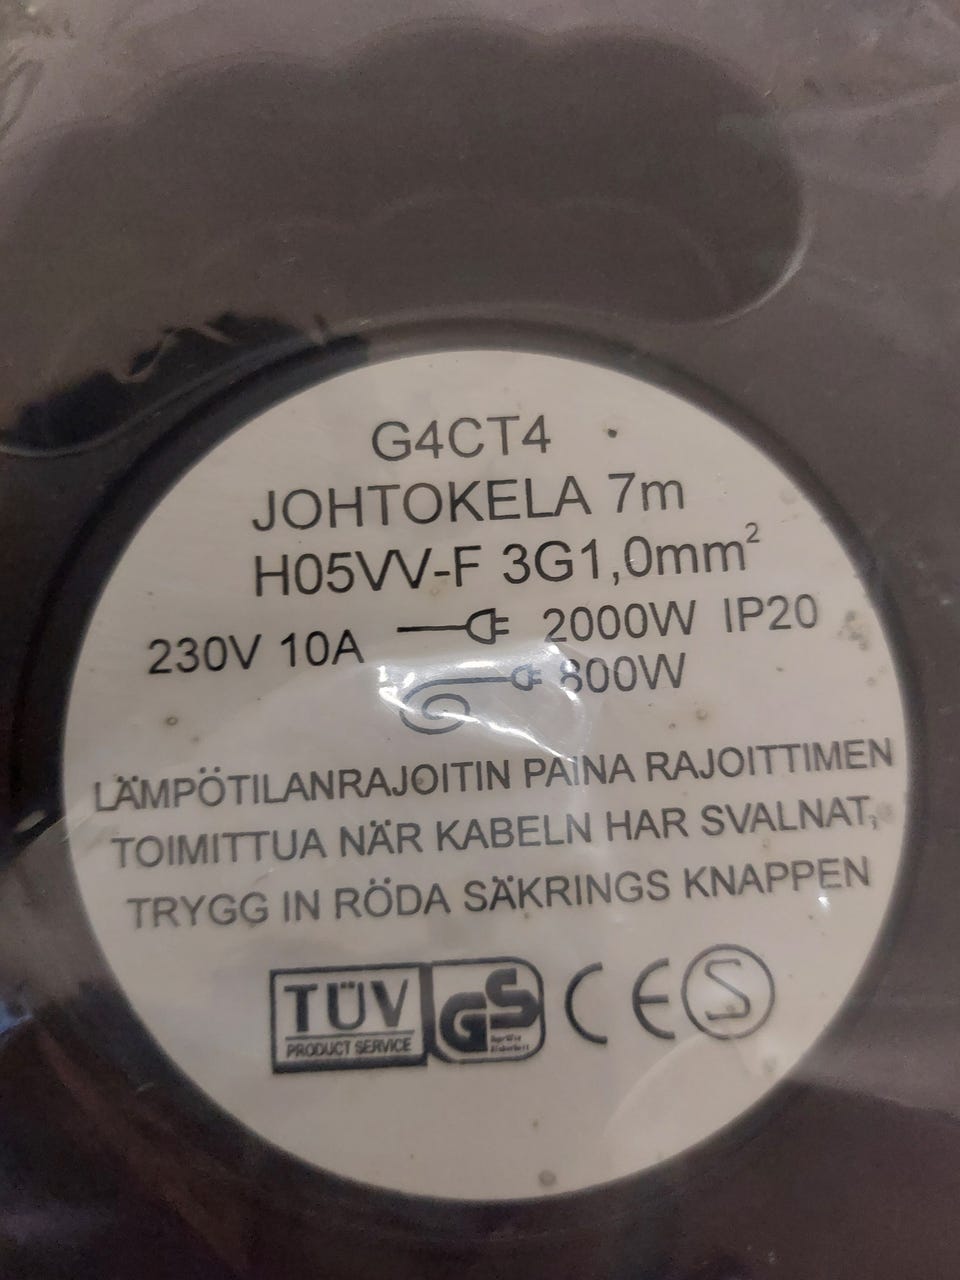 G4CT4
JOHTOKELA 7m
H05VV-F 3G1,0mm²
230V 10A 2000W IP20
800W
LÄMPÖTILANRAJOITIN PAINA RAJOITTIMEN
TOIMITTUA NÄR KABELN HAR SVALNAT,
TRYGG IN RÖDA SÄKRINGS KNAPPEN
TÜV GS CE S
PRODUCT SERVICE